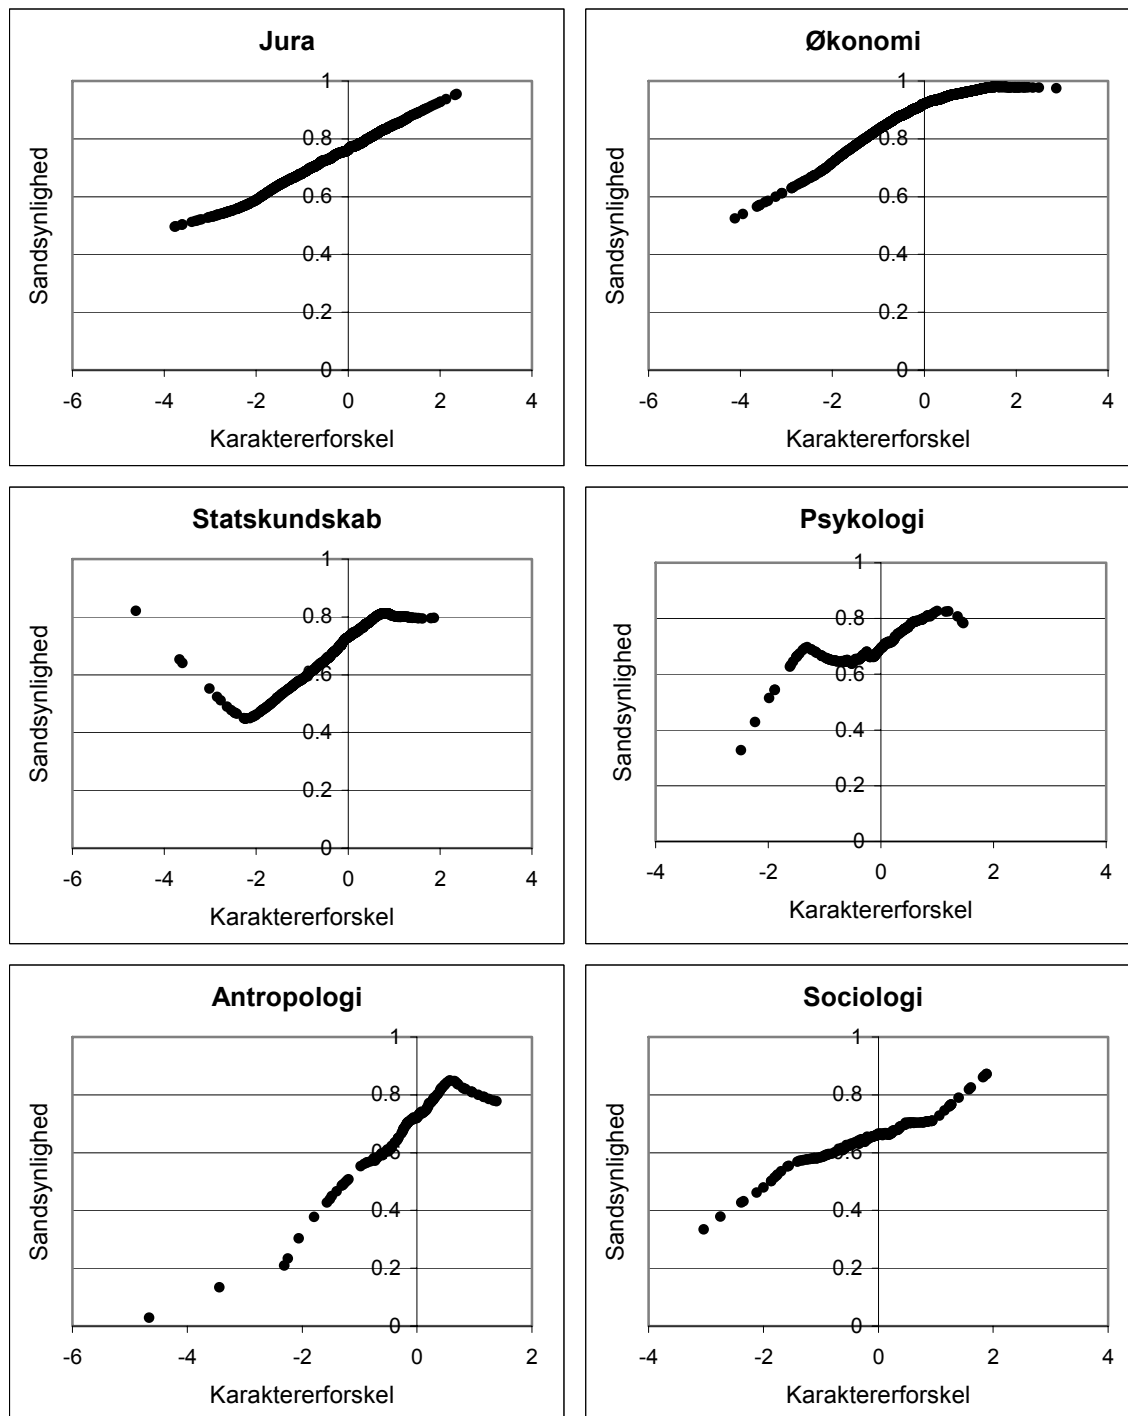 Jura
Sandsynlighed
1
0.8
0.6
0.4
0.2
0
-6 -4 -2 0 2 4
Karaktererforskel
Økonomi
Sandsynlighed
1
0.8
0.6
0.4
0.2
0
-6 -4 -2 0 2 4
Karaktererforskel
Statskundskab
Sandsynlighed
1
0.8
0.6
0.4
0.2
0
-6 -4 -2 0 2 4
Karaktererforskel
Psykologi
Sandsynlighed
1
0.8
0.6
0.4
0.2
0
-4 -2 0 2 4
Karaktererforskel
Antropologi
Sandsynlighed
1
0.8
0.6
0.4
0.2
0
-6 -4 -2 0 2
Karaktererforskel
Sociologi
Sandsynlighed
1
0.8
0.6
0.4
0.2
0
-4 -2 0 2 4
Karaktererforskel